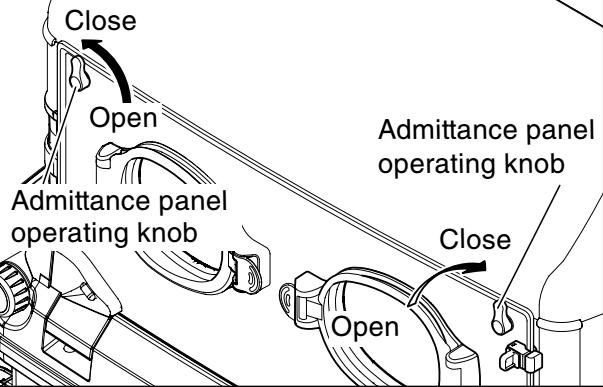 Close
Open
Admittance panel
operating knob
Admittance panel
operating knob
Close
Open